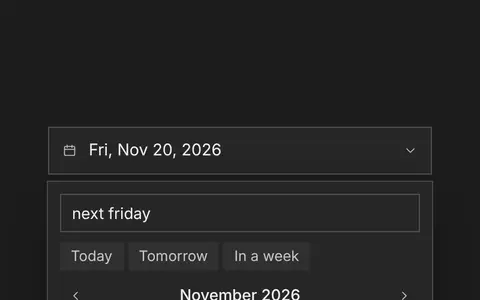 Fri, Nov 20, 2026
next friday
Today Tomorrow In a week
November 2026